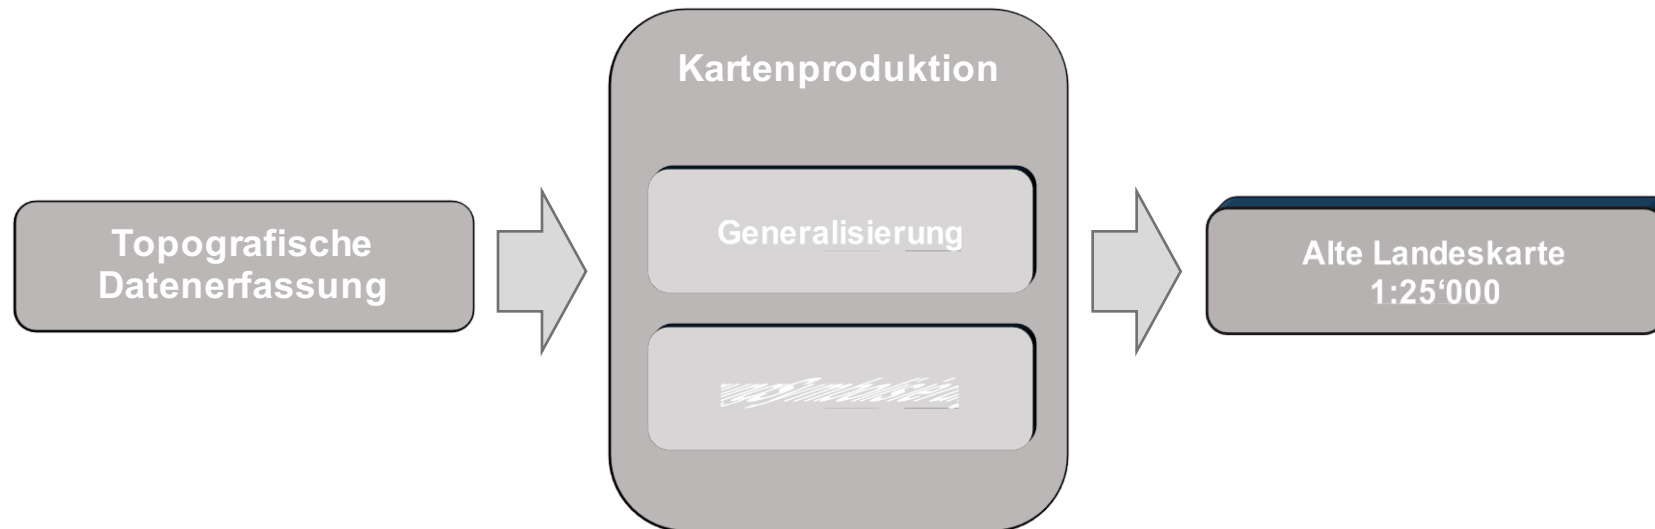 Kartenproduktion
Topografische
Datenerfassung
Generalisierung
Alte Landeskarte
1:25‘000